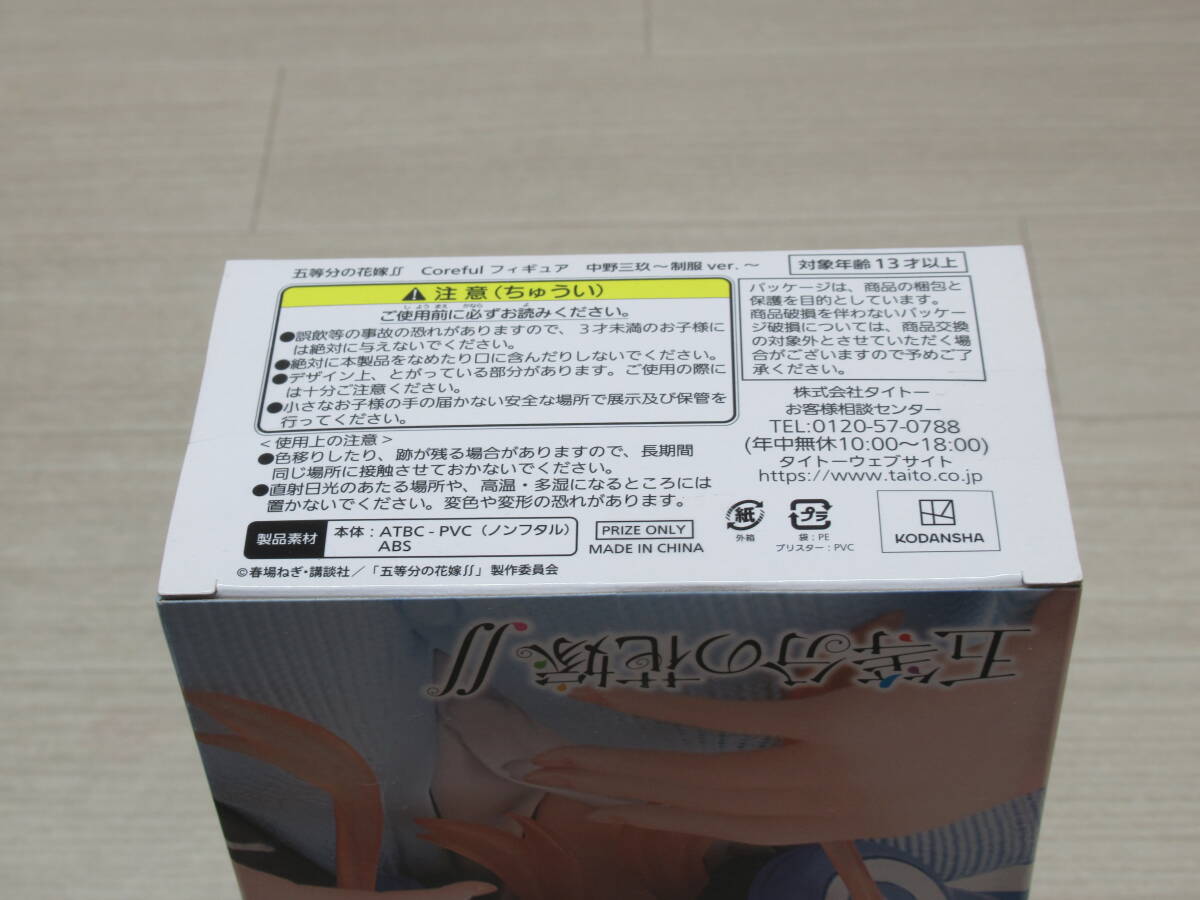 五等分の花嫁∬ Coreful フィギュア 中野三玖～制服 ver.～
対象年齢13才以上
注意(ちゅうい)
ご使用前に必ずお読みください。
●誤飲等の事故の恐れがありますので、3才未満のお子様に
は絶対に与えないでください。
●絶対に本製品をなめたり口に含んだりしないでください。
●デザイン上、とがっている部分があります。ご使用の際に
は十分ご注意ください。
●小さなお子様の手の届かない安全な場所で展示及び保管を
行ってください。
＜使用上の注意＞
●色移りしたり、跡が残る場合がありますので、長期間
同じ場所に接触させておかないでください。
●直射日光のあたる場所や、高温・多湿になるところには
置かないでください。変色や変形の恐れがあります。
製品素材
本体：ATBC - PVC（ノンフタル）
ABS
©春場ねぎ・講談社／「五等分の花嫁∬」製作委員会
パッケージは、商品の梱包と
保護を目的としています。
商品破損を伴わないパッケー
ジ破損については、商品交換
の対象外とさせていただく場
合がございますので予めご了
承ください。
株式会社タイトー
お客様相談センター
TEL:0120-57-0788
(年中無休10:00～18:00)
タイトーウェブサイト
https://www.taito.co.jp
PRIZE ONLY
MADE IN CHINA
紙
外箱
プラ
袋：PE
ブリスター：PVC
KODANSHA
五等分の花嫁∬